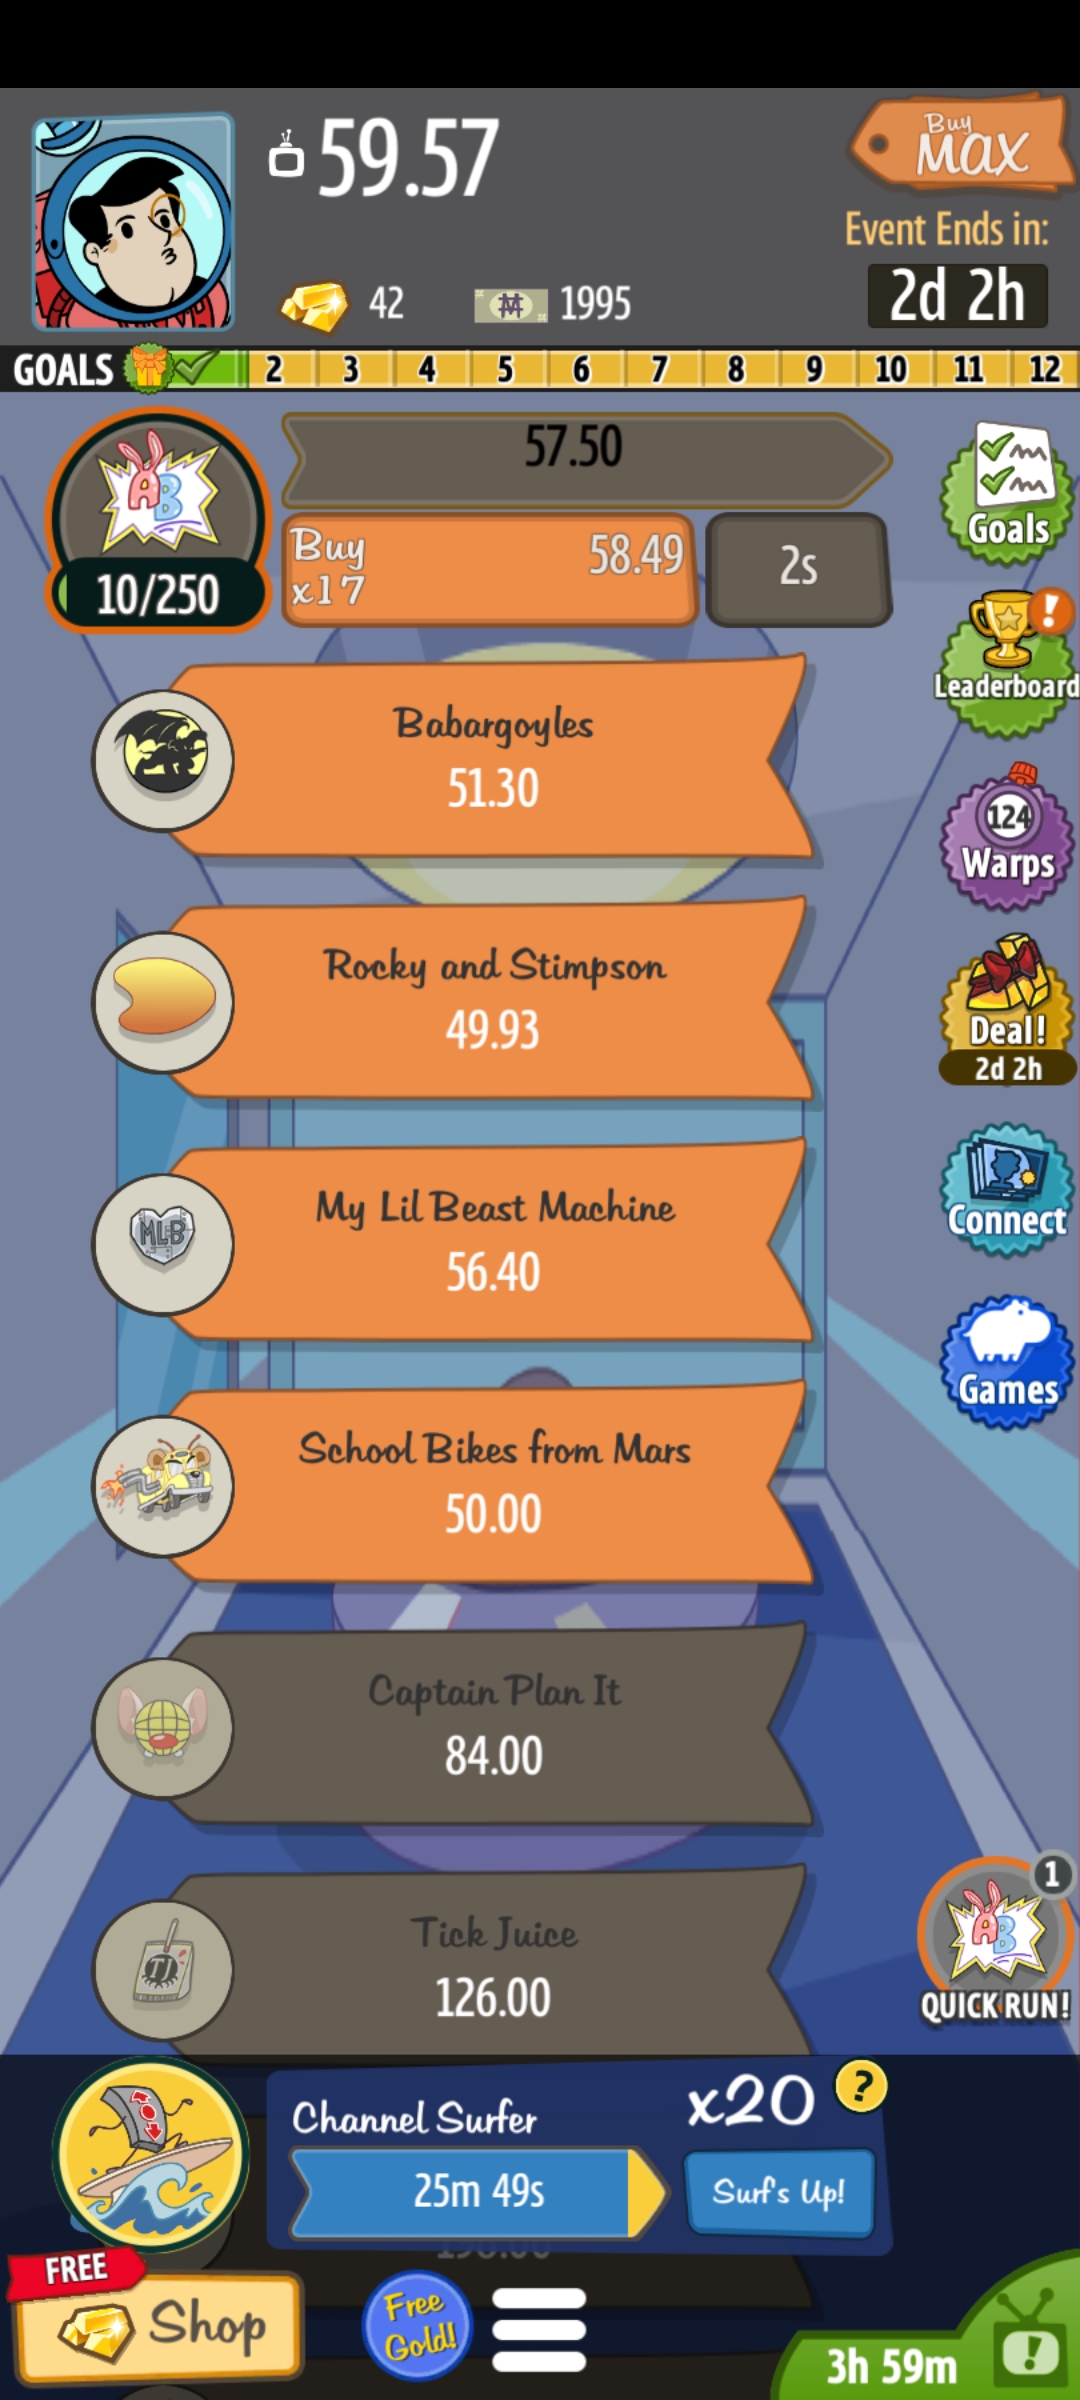 59.57
Buy
MAX
Event Ends in:
2d 2h
42
1995
GOALS 2 3 4 5 6 7 8 9 10 11 12
AB
10/250
57.50
Buy
x17
58.49
2s
Goals
!
Leaderboard
Babargoyles
51.30
124
Warps
Rocky and Stimpson
49.93
Deal!
2d 2h
MLB
My Lil Beast Machine
56.40
Connect
Games
School Bikes from Mars
50.00
Captain Plan It
84.00
TJ
Tick Juice
126.00
1
AB
QUICK RUN!
Channel Surfer
x20
?
25m 49s
Surf's Up!
FREE
Shop
Free
Gold!
3h 59m
!